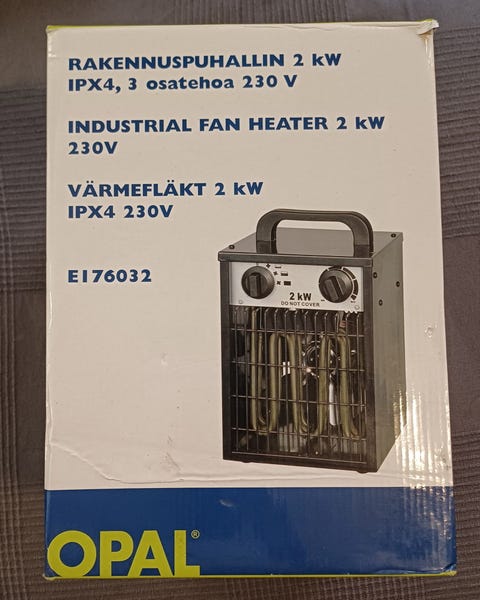 RAKENNUSPUHALLIN 2 kW
IPX4, 3 osatehoa 230 V
INDUSTRIAL FAN HEATER 2 kW
230V
VÄRMEFLÄKT 2 kW
IPX4 230V
E176032
2 kW
DO NOT COVER
OPAL®